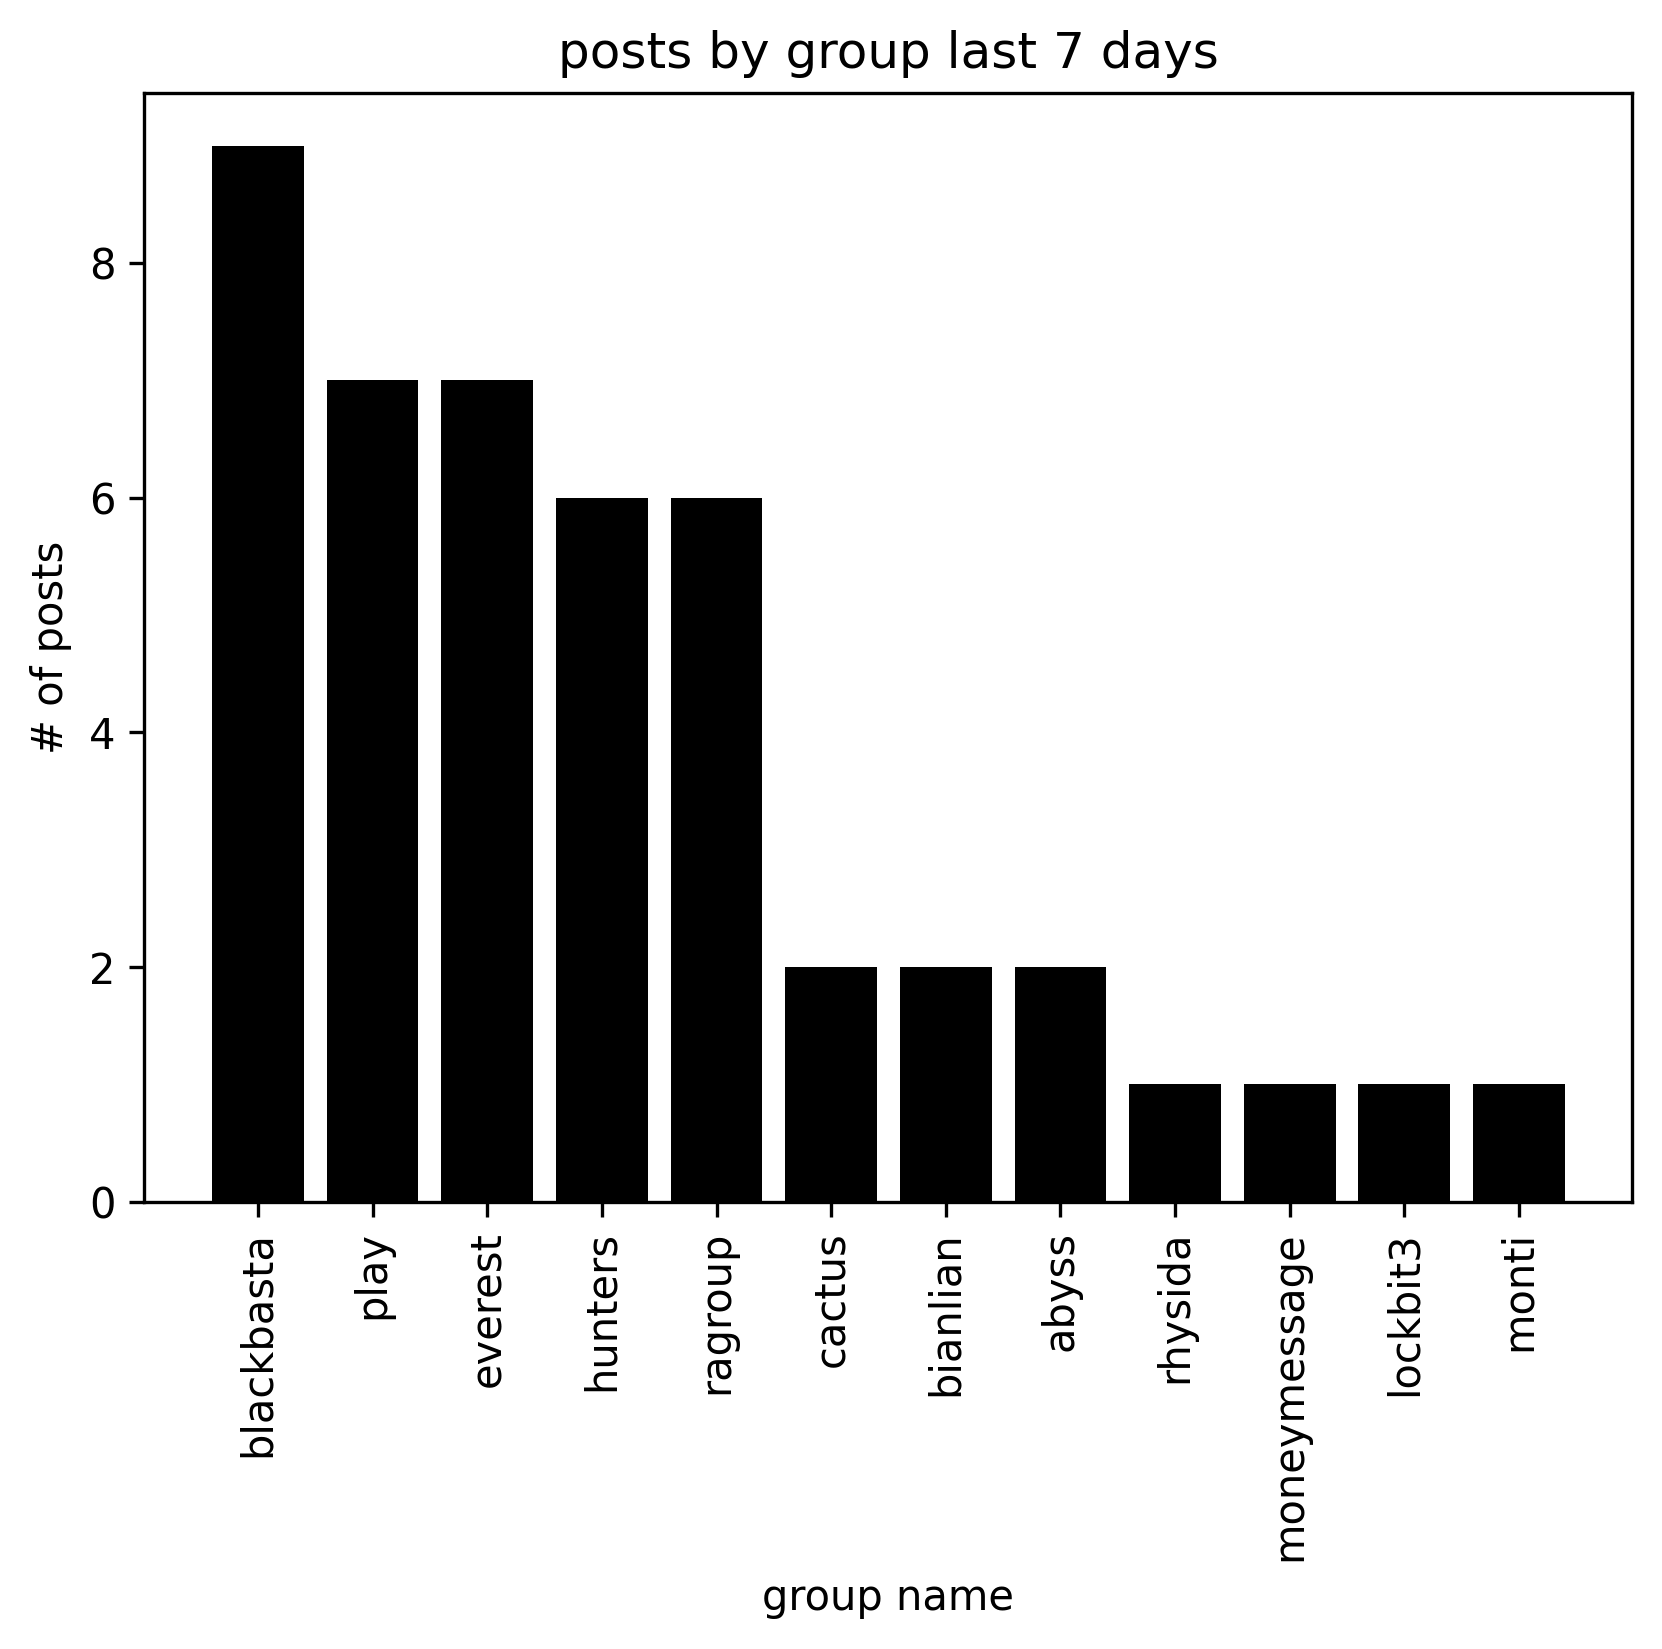 posts by group last 7 days
# of posts
8
6
4
2
0
blackbasta
play
everest
hunters
ragroup
cactus
bianlian
abyss
rhysida
moneymessage
lockbit3
monti
group name